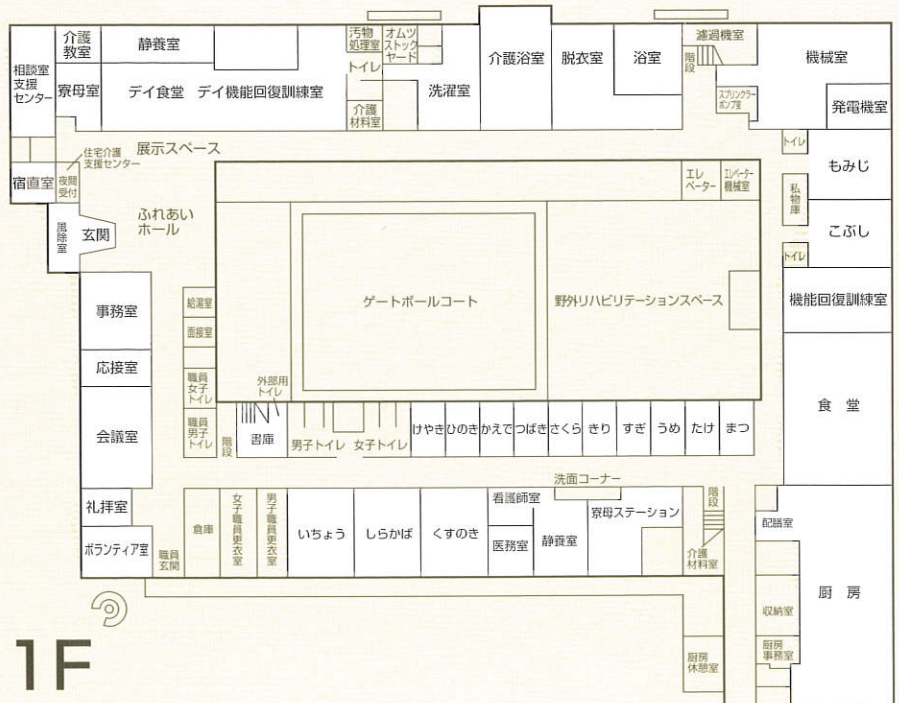 相談室
支援
センター
介護
教室
静養室
寮母室
デイ食堂 デイ機能回復訓練室
汚物
処理室
オムツ
ストック
ヤード
トイレ
介護
材料室
洗濯室
介護浴室
脱衣室
浴室
濾過機室
階段
スプリンクラー
ポンプ室
機械室
発電機室
住宅介護
支援センター
展示スペース
宿直室
夜間
受付
風除室
玄関
ふれあい
ホール
エレ
ベーター
エレベーター
機械室
トイレ
もみじ
私物庫
こぶし
トイレ
機能回復訓練室
事務室
給湯室
面接室
ゲートボールコート
野外リハビリテーションスペース
応接室
職員
女子
トイレ
外部用
トイレ
会議室
職員
男子
トイレ
階段
書庫
男子トイレ
女子トイレ
けやき
ひのき
かえで
つばき
さくら
きり
すぎ
うめ
たけ
まつ
食堂
洗面コーナー
礼拝室
ボランティア室
職員
玄関
倉庫
女子職員更衣室
男子職員更衣室
いちょう
しらかば
くすのき
看護師室
医務室
静養室
寮母ステーション
階段
介護
材料室
配膳室
厨房
収納室
厨房
事務室
厨房
休憩室
1F